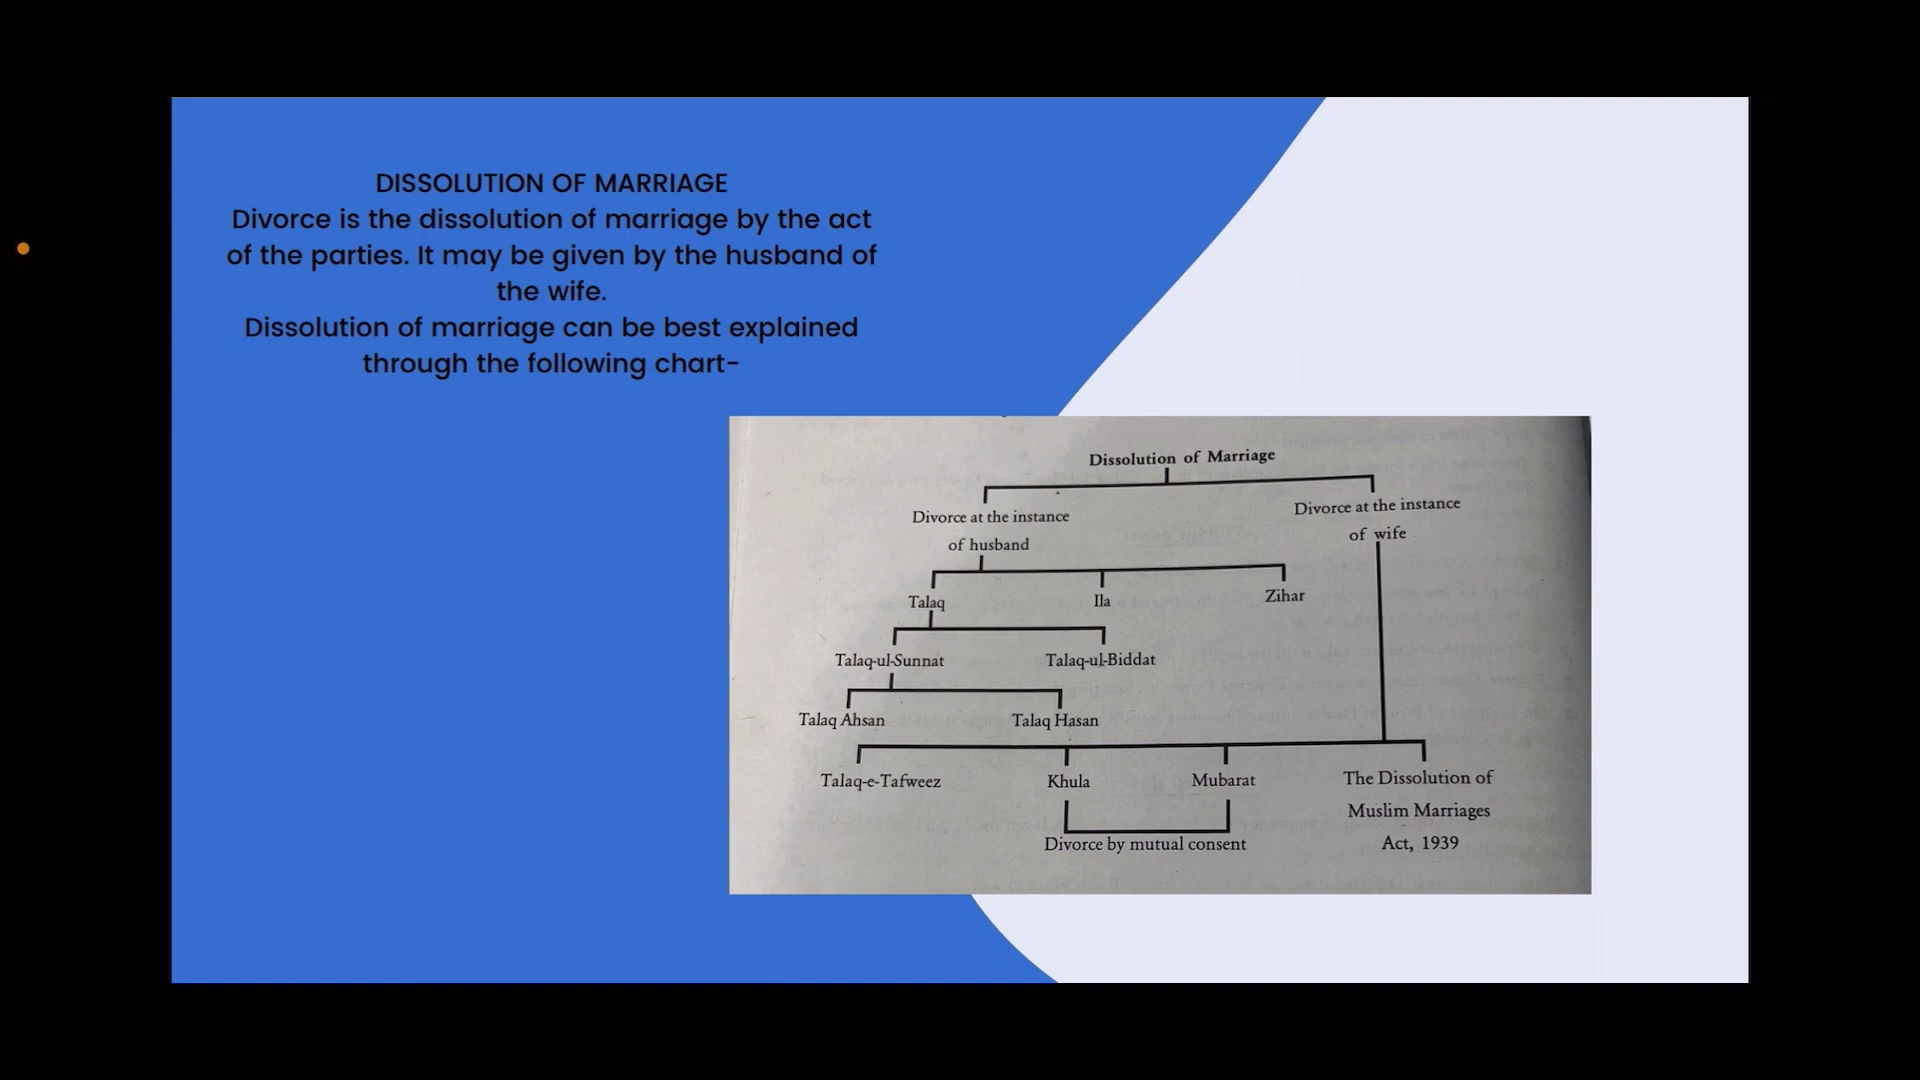 DISSOLUTION OF MARRIAGE
Divorce is the dissolution of marriage by the act
of the parties. It may be given by the husband of
the wife.
Dissolution of marriage can be best explained
through the following chart-
Dissolution of Marriage
Divorce at the instance
of husband
Divorce at the instance
of wife
Talaq
Ila
Zihar
Talaq-ul-Sunnat
Talaq-ul-Biddat
Talaq Ahsan
Talaq Hasan
Talaq-e-Tafweez
Khula
Mubarat
The Dissolution of
Muslim Marriages
Act, 1939
Divorce by mutual consent